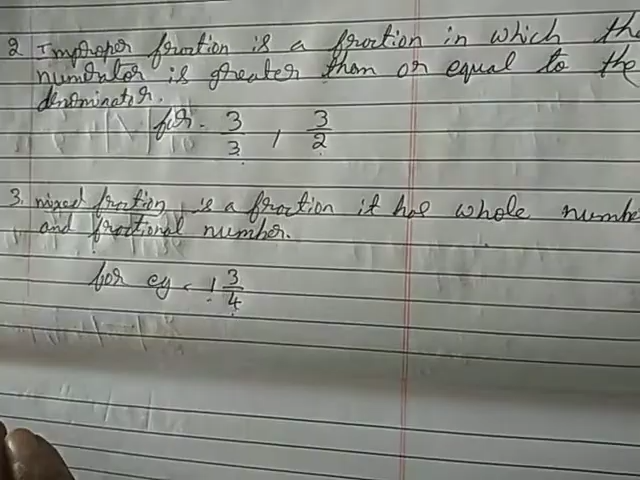 2 Improper fraction is a fraction in which the
numerator is greater than or equal to the
denominator.
for. 3/3 , 3/2
3. mixed fraction is a fraction it has whole numbe
and fractional number.
for eg - 1 3/4